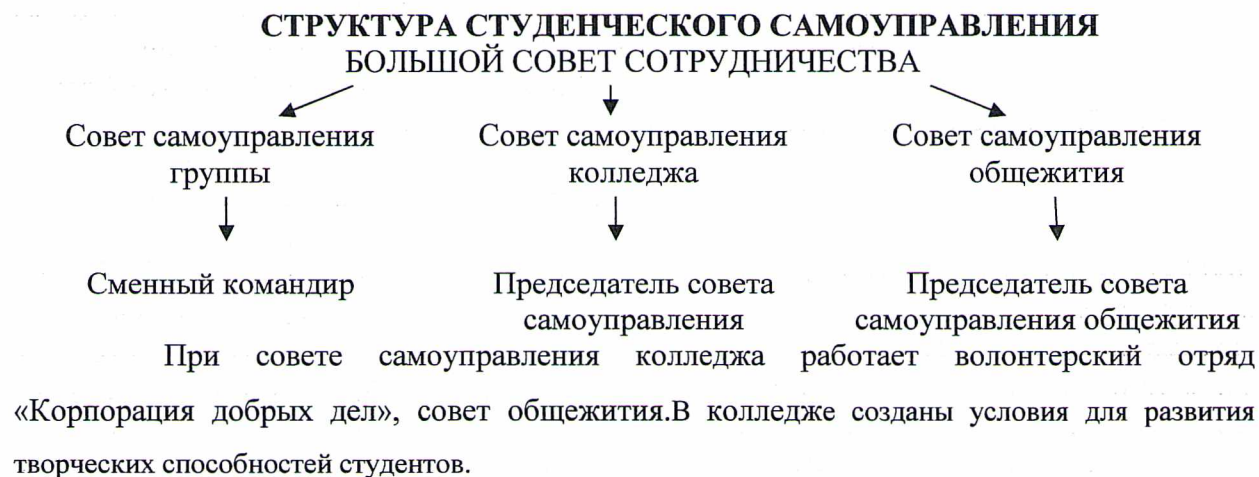 СТРУКТУРА СТУДЕНЧЕСКОГО САМОУПРАВЛЕНИЯ
БОЛЬШОЙ СОВЕТ СОТРУДНИЧЕСТВА
Совет самоуправления
группы
Совет самоуправления
колледжа
Совет самоуправления
общежития
Сменный командир
Председатель совета
самоуправления
Председатель совета
самоуправления общежития
При совете самоуправления колледжа работает волонтерский отряд
«Корпорация добрых дел», совет общежития.В колледже созданы условия для развития
творческих способностей студентов.